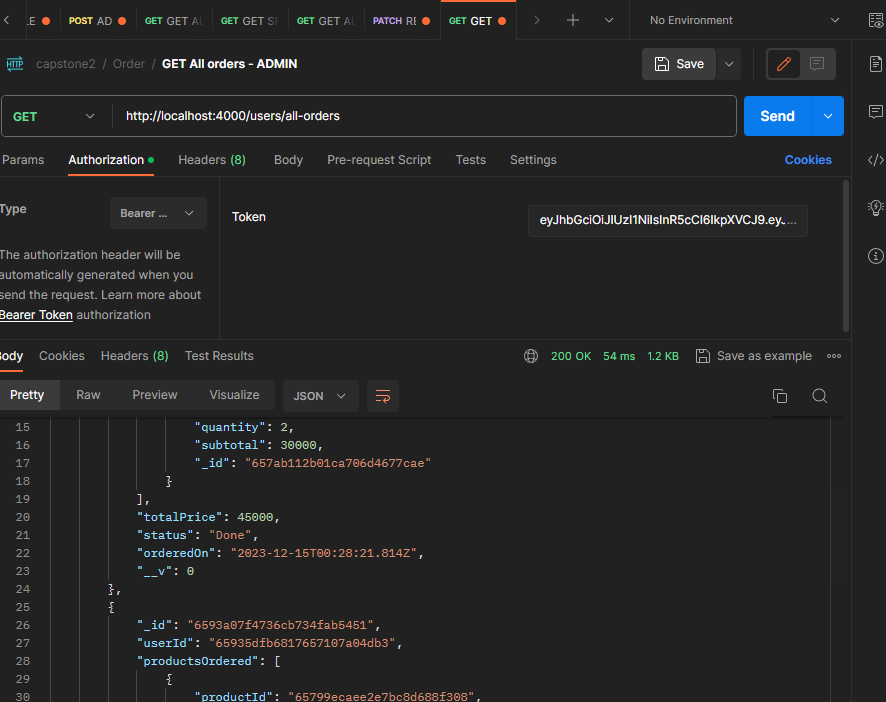 LE POST AD GET GET AL GET GET SP GET GET AL PATCH RE GET GET No Environment
HTTP capstone2 / Order / GET All orders - ADMIN Save
GET http://localhost:4000/users/all-orders Send
Params Authorization Headers (8) Body Pre-request Script Tests Settings Cookies
Type Bearer ... Token eyJhbGciOiJIUzI1NiIsInR5cCI6IkpXVCJ9.eyJ...
The authorization header will be
automatically generated when you
send the request. Learn more about
Bearer Token authorization
Body Cookies Headers (8) Test Results 200 OK 54 ms 1.2 KB Save as example
Pretty Raw Preview Visualize JSON
15 "quantity": 2,
16 "subtotal": 30000,
17 "_id": "657ab112b01ca706d4677cae"
18 }
19 ],
20 "totalPrice": 45000,
21 "status": "Done",
22 "orderedOn": "2023-12-15T00:28:21.814Z",
23 "__v": 0
24 },
25 {
26 "_id": "6593a07f4736cb734fab5451",
27 "userId": "65935dfb6817657107a04db3",
28 "productsOrdered": [
29 {
30 "productId": "65799ecaee2e7bc8d688f308",